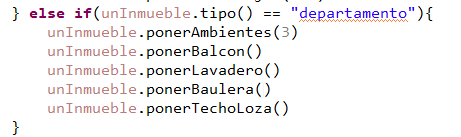 } else if(unInmueble.tipo() == "departamento"){
unInmueble.ponerAmbientes(3)
unInmueble.ponerBalcon()
unInmueble.ponerLavadero()
unInmueble.ponerBaulera()
unInmueble.ponerTechoLoza()
}